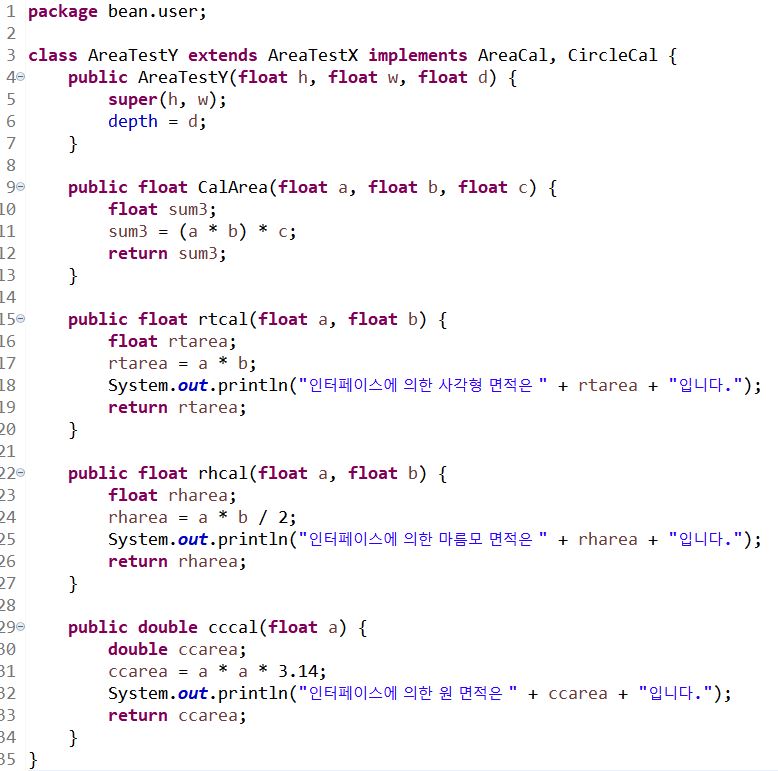 1 package bean.user;
2
3 class AreaTestY extends AreaTestX implements AreaCal, CircleCal {
4     public AreaTestY(float h, float w, float d) {
5         super(h, w);
6         depth = d;
7     }
8
9     public float CalArea(float a, float b, float c) {
10         float sum3;
11         sum3 = (a * b) * c;
12         return sum3;
13     }
14
15     public float rtcal(float a, float b) {
16         float rtarea;
17         rtarea = a * b;
18         System.out.println("인터페이스에 의한 사각형 면적은 " + rtarea + "입니다.");
19         return rtarea;
20     }
21
22     public float rhcal(float a, float b) {
23         float rharea;
24         rharea = a * b / 2;
25         System.out.println("인터페이스에 의한 마름모 면적은 " + rharea + "입니다.");
26         return rharea;
27     }
28
29     public double cccal(float a) {
30         double ccarea;
31         ccarea = a * a * 3.14;
32         System.out.println("인터페이스에 의한 원 면적은 " + ccarea + "입니다.");
33         return ccarea;
34     }
35 }